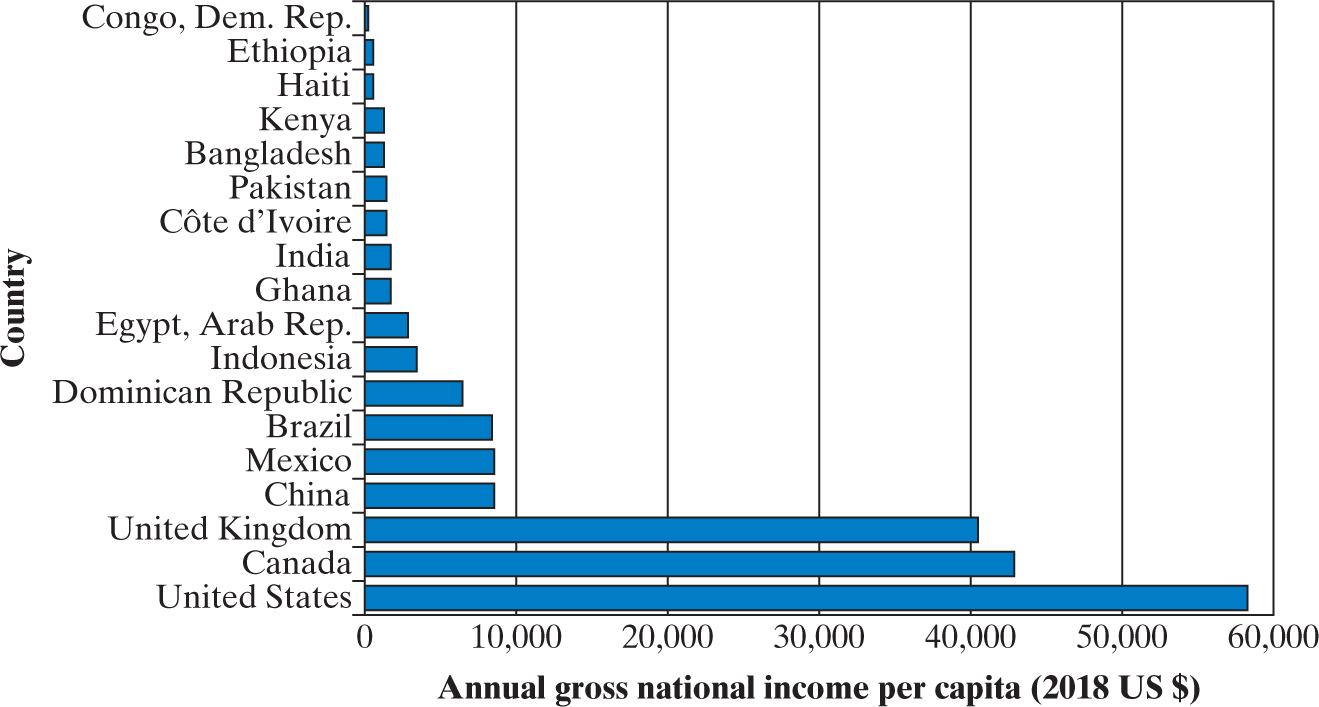 Congo, Dem. Rep.
Ethiopia
Haiti
Kenya
Bangladesh
Pakistan
Côte d’Ivoire
India
Ghana
Egypt, Arab Rep.
Indonesia
Dominican Republic
Brazil
Mexico
China
United Kingdom
Canada
United States
Country
0 10,000 20,000 30,000 40,000 50,000 60,000
Annual gross national income per capita (2018 US $)